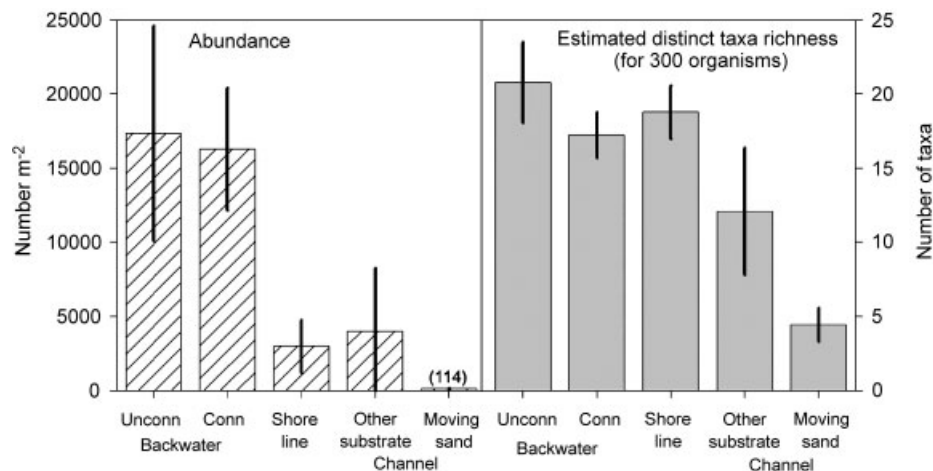 Abundance
Number m-2
25000
20000
15000
10000
5000
0
(114)
Unconn Conn Shore Other Moving
Backwater line substrate sand
Channel
Estimated distinct taxa richness
(for 300 organisms)
25
20
15
10
5
0
Number of taxa
Unconn Conn Shore Other Moving
Backwater line substrate sand
Channel